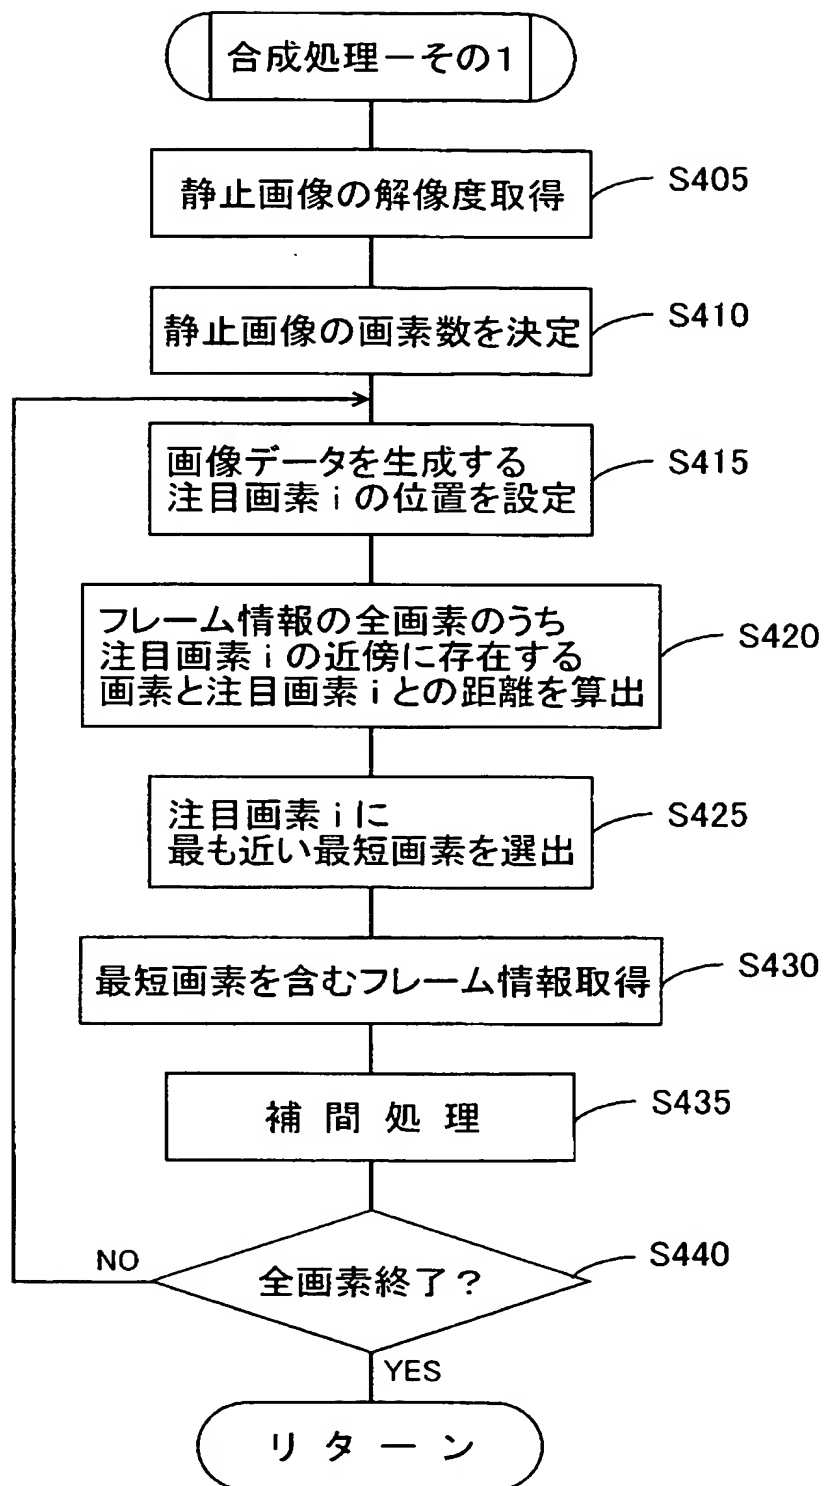 合成処理－その1
静止画像の解像度取得
S405
静止画像の画素数を決定
S410
画像データを生成する
注目画素iの位置を設定
S415
フレーム情報の全画素のうち
注目画素iの近傍に存在する
画素と注目画素iとの距離を算出
S420
注目画素iに
最も近い最短画素を選出
S425
最短画素を含むフレーム情報取得
S430
補間処理
S435
全画素終了？
S440
NO
YES
リターン